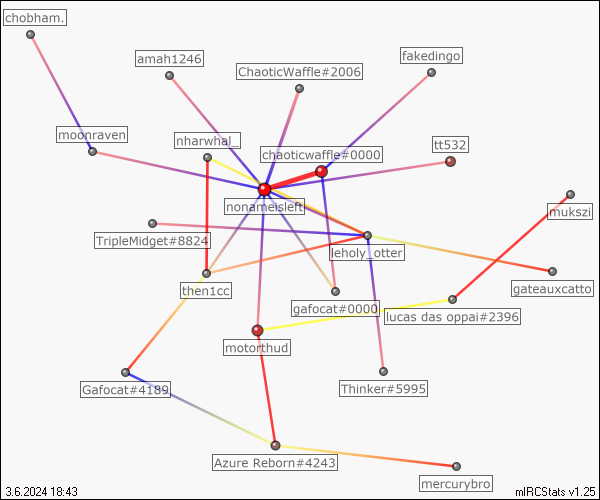 chobham.
amah1246
ChaoticWaffle#2006
fakedingo
moonraven
nharwhal_
chaoticwaffle#0000
tt532
nonameisleft
mukszi
TripleMidget#8824
leholy_otter
then1cc
gafocat#0000
lucas das oppai#2396
gateauxcatto
motorthud
Gafocat#4189
Thinker#5995
Azure Reborn#4243
mercurybro
3.6.2024 18:43
mIRCStats v1.25